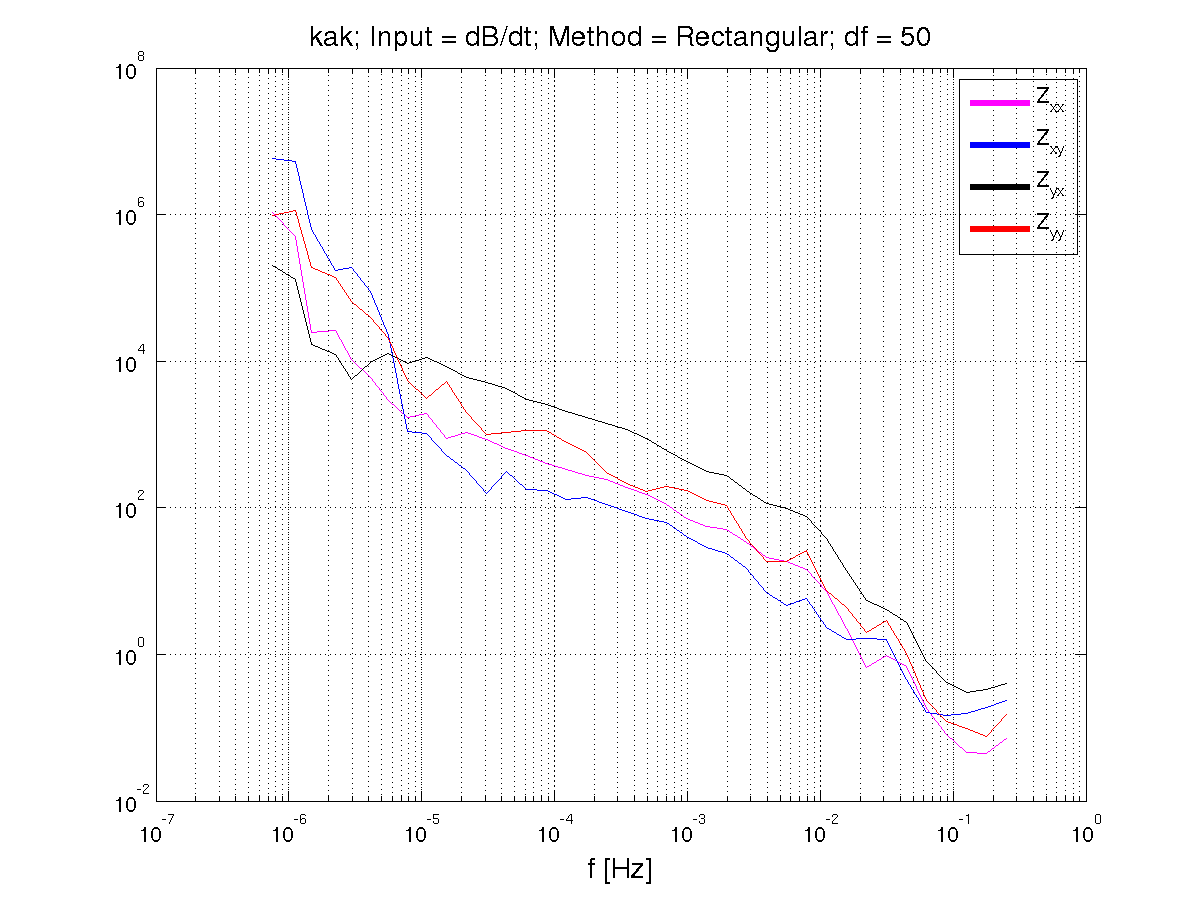 kak; Input = dB/dt; Method = Rectangular; df = 50
10^8
10^6
10^4
10^2
10^0
10^-2
Z_xx
Z_xy
Z_yx
Z_yy
10^-7 10^-6 10^-5 10^-4 10^-3 10^-2 10^-1 10^0
f [Hz]